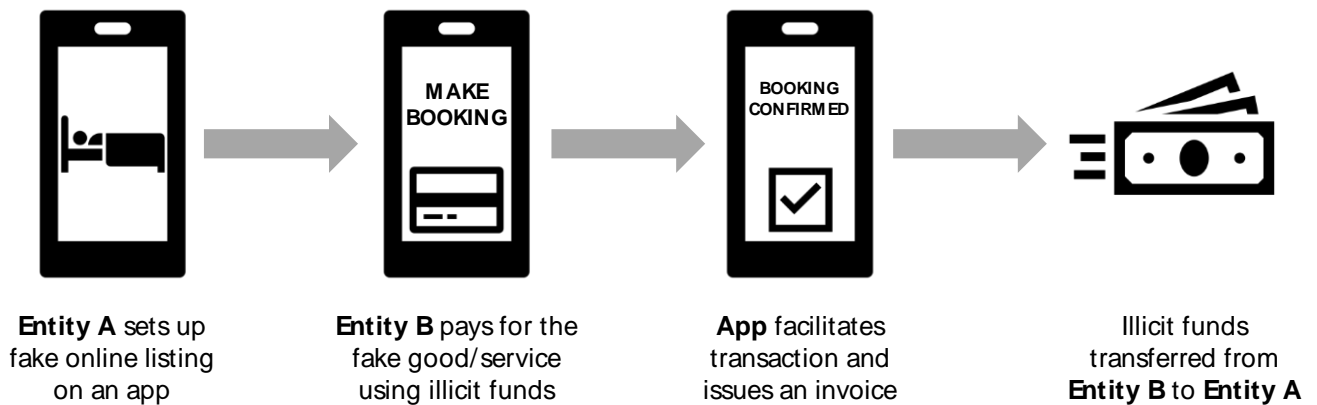 MAKE
BOOKING
BOOKING
CONFIRMED
Entity A sets up
fake online listing
on an app
Entity B pays for the
fake good/service
using illicit funds
App facilitates
transaction and
issues an invoice
Illicit funds
transferred from
Entity B to Entity A